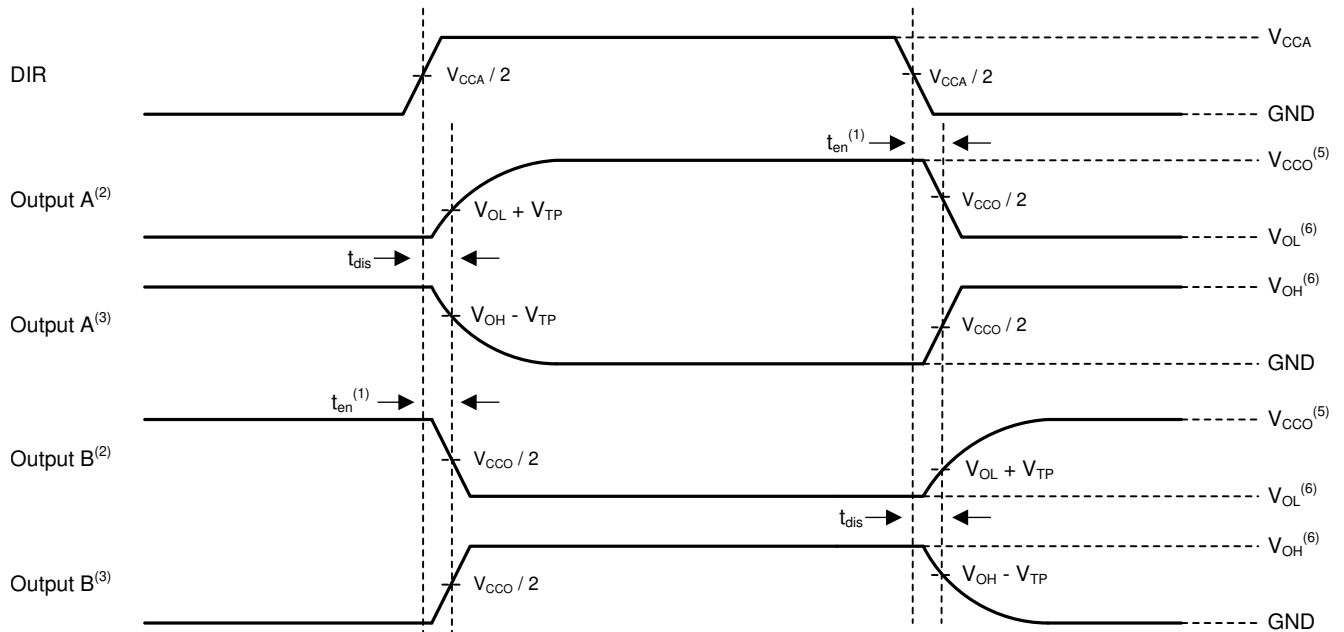 V_CCA
DIR
V_CCA / 2
V_CCA / 2
GND
t_en^(1)
V_CCO^(5)
Output A^(2)
V_OL + V_TP
V_CCO / 2
V_OL^(6)
t_dis
V_OH^(6)
Output A^(3)
V_OH - V_TP
V_CCO / 2
GND
t_en^(1)
V_CCO^(5)
Output B^(2)
V_CCO / 2
V_OL + V_TP
V_OL^(6)
t_dis
V_OH^(6)
Output B^(3)
V_CCO / 2
V_OH - V_TP
GND